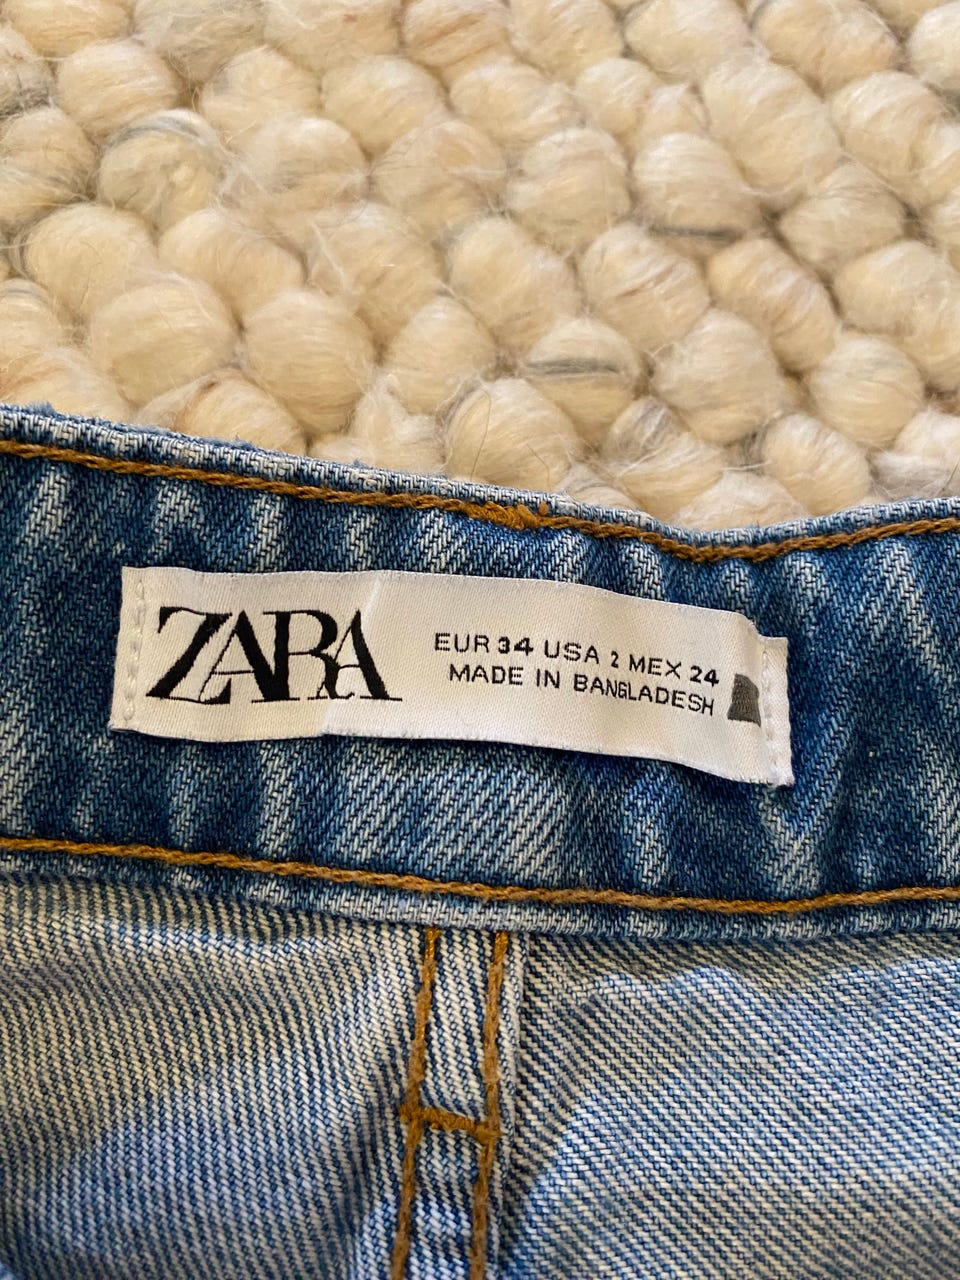 ZARA
EUR 34 USA 2 MEX 24
MADE IN BANGLADESH